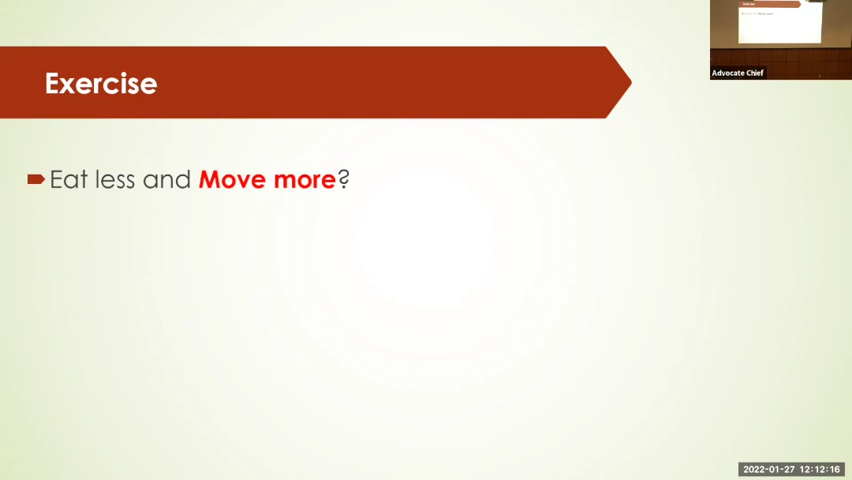 Exercise
Advocate Chief
Eat less and Move more?
2022-01-27 12:12:16